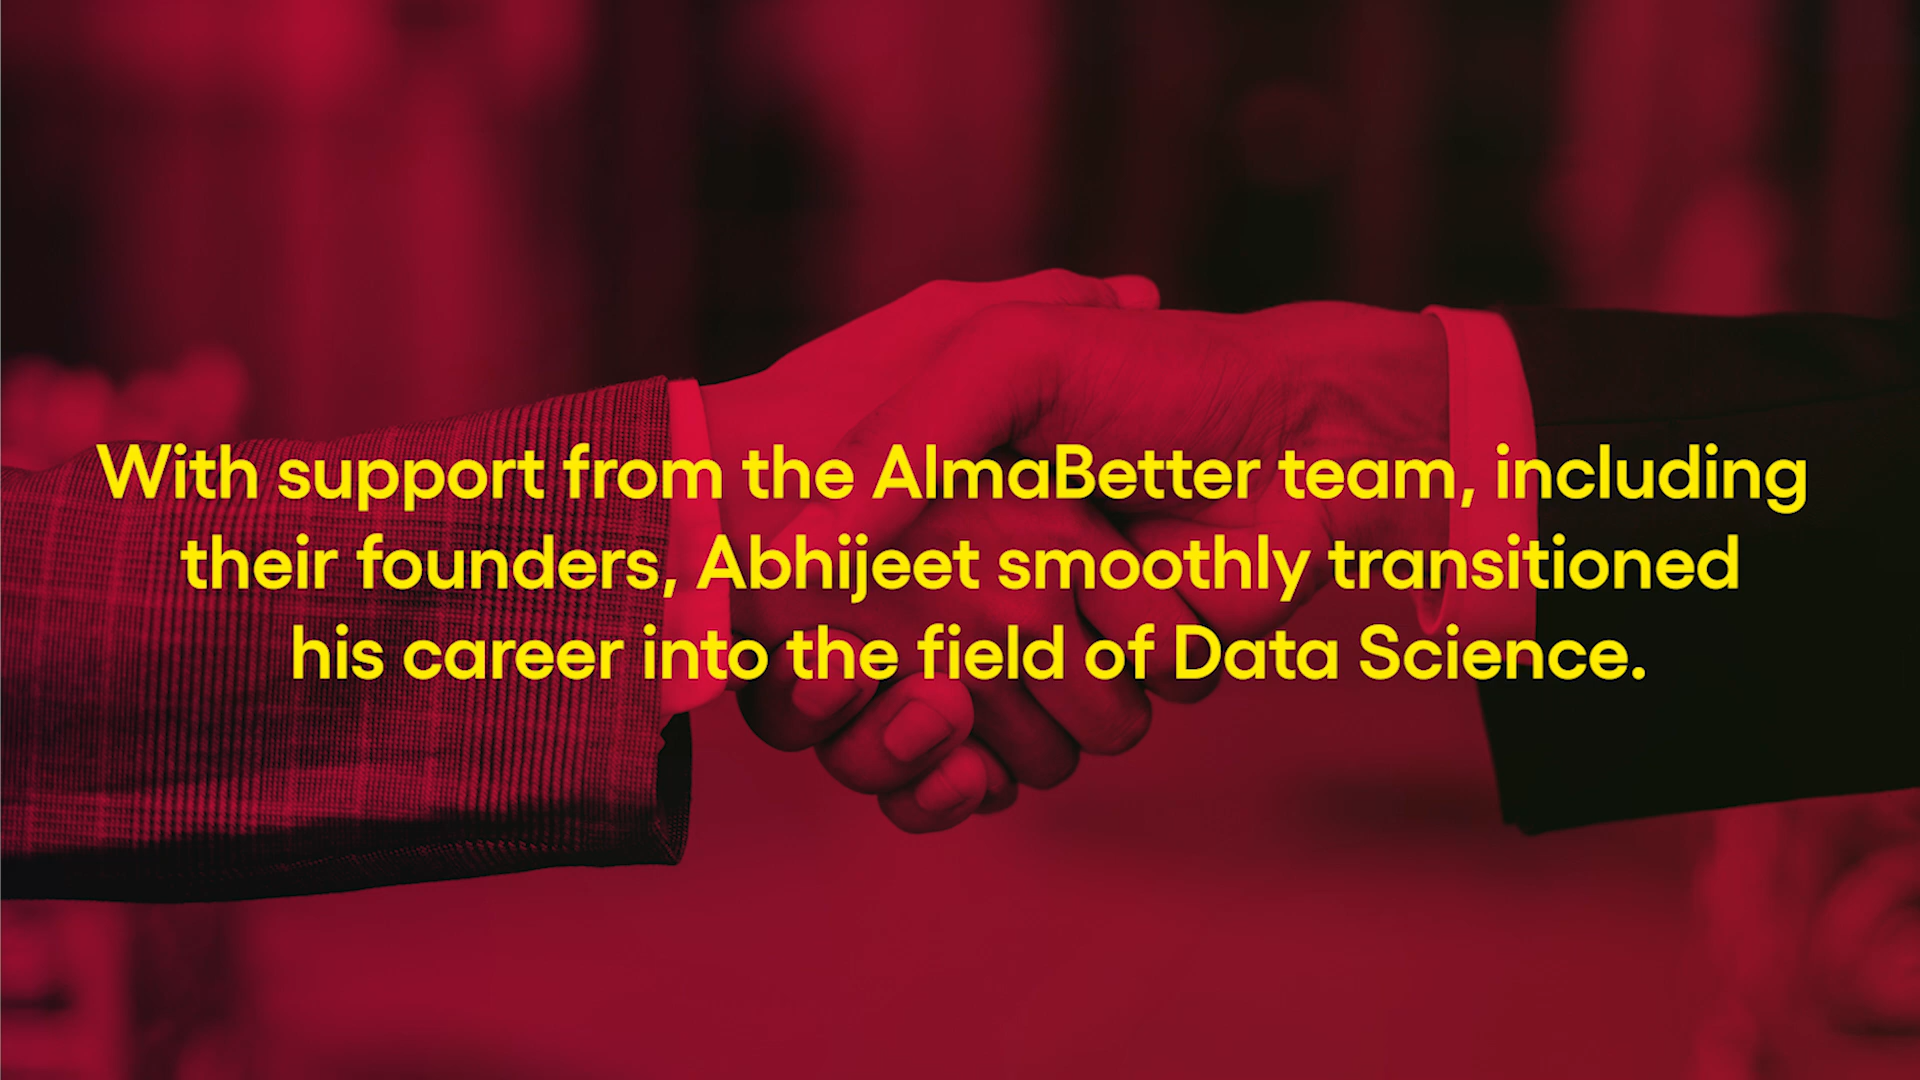 With support from the AlmaBetter team, including
their founders, Abhijeet smoothly transitioned
his career into the field of Data Science.